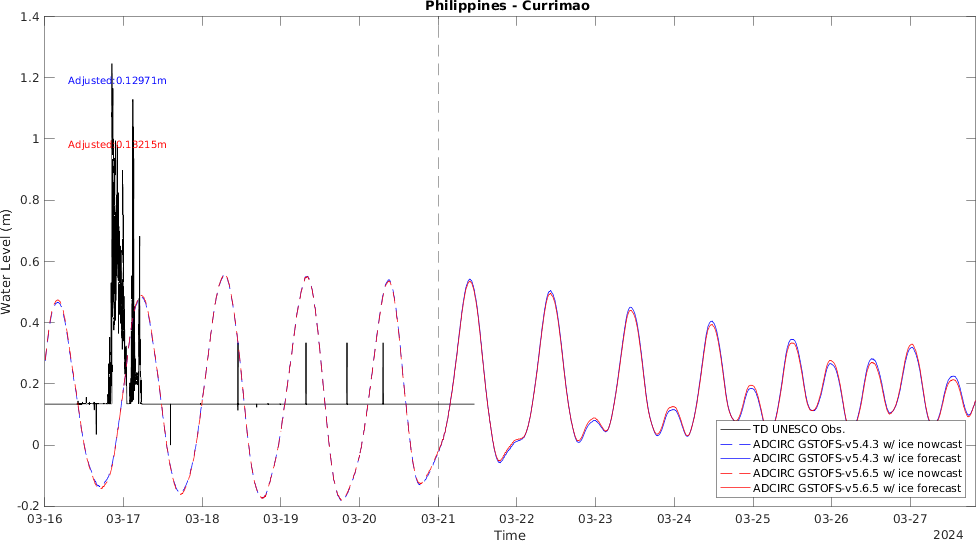 Philippines - Currimao
1.4
1.2
1
0.8
0.6
0.4
0.2
0
-0.2
Water Level (m)
Adjusted:0.12971m
Adjusted:0.13215m
TD UNESCO Obs.
ADCIRC GSTOFS-v5.4.3 w/ ice nowcast
ADCIRC GSTOFS-v5.4.3 w/ ice forecast
ADCIRC GSTOFS-v5.6.5 w/ ice nowcast
ADCIRC GSTOFS-v5.6.5 w/ ice forecast
03-16 03-17 03-18 03-19 03-20 03-21 03-22 03-23 03-24 03-25 03-26 03-27
Time
2024